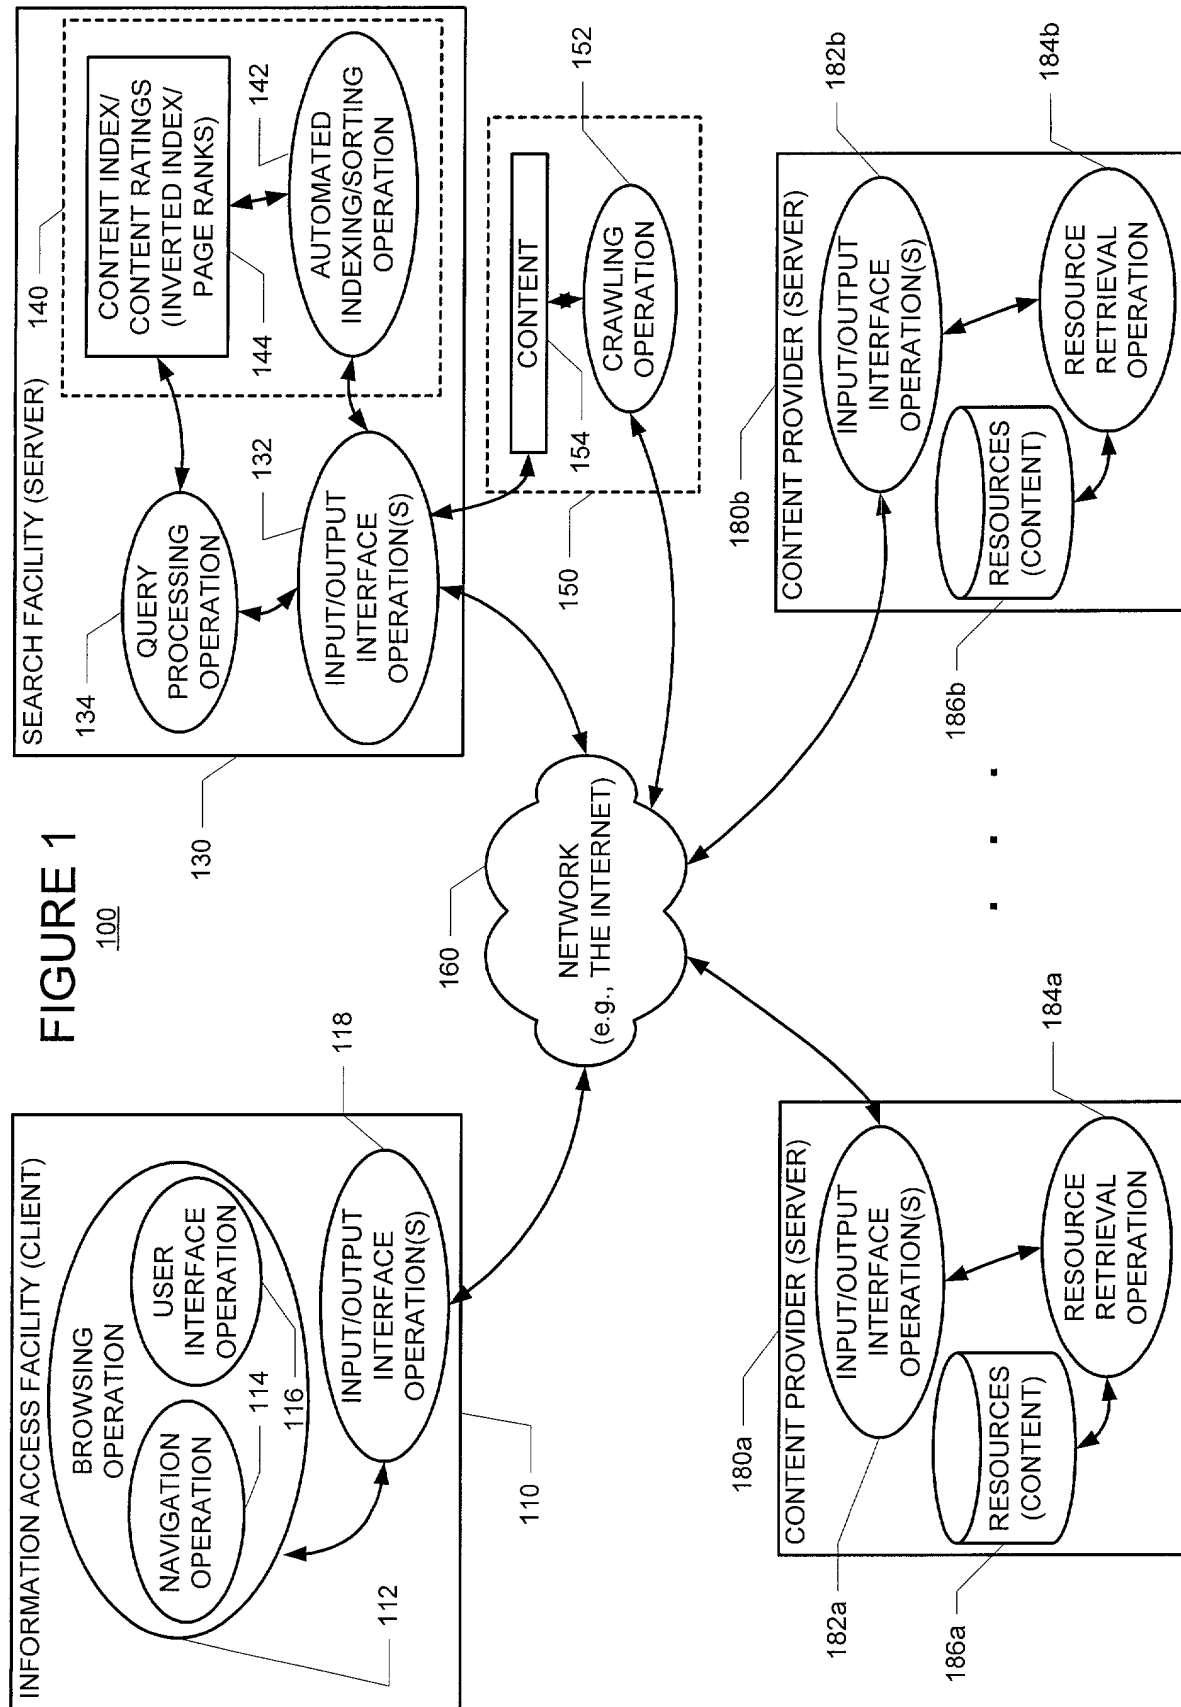 FIGURE 1
100
INFORMATION ACCESS FACILITY (CLIENT)
BROWSING
OPERATION
NAVIGATION
OPERATION
USER
INTERFACE
OPERATION
114
116
INPUT/OUTPUT
INTERFACE
OPERATION(S)
112
110
118
SEARCH FACILITY (SERVER)
140
134
QUERY
PROCESSING
OPERATION
CONTENT INDEX/
CONTENT RATINGS
(INVERTED INDEX/
PAGE RANKS)
144
142
132
INPUT/OUTPUT
INTERFACE
OPERATION(S)
AUTOMATED
INDEXING/SORTING
OPERATION
130
150
CONTENT
154
152
CRAWLING
OPERATION
160
NETWORK
(e.g., THE INTERNET)
180a
CONTENT PROVIDER (SERVER)
182a
INPUT/OUTPUT
INTERFACE
OPERATION(S)
RESOURCES
(CONTENT)
RESOURCE
RETRIEVAL
OPERATION
186a
184a
. . .
180b
CONTENT PROVIDER (SERVER)
182b
INPUT/OUTPUT
INTERFACE
OPERATION(S)
RESOURCES
(CONTENT)
RESOURCE
RETRIEVAL
OPERATION
186b
184b